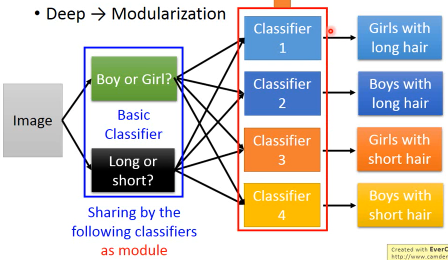 • Deep → Modularization
Image
Boy or Girl?
Basic
Classifier
Long or
short?
Sharing by the
following classifiers
as module
Classifier
1
Classifier
2
Classifier
3
Classifier
4
Girls with
long hair
Boys with
long hair
Girls with
short hair
Boys with
short hair
Created with EverC
http://www.camdes